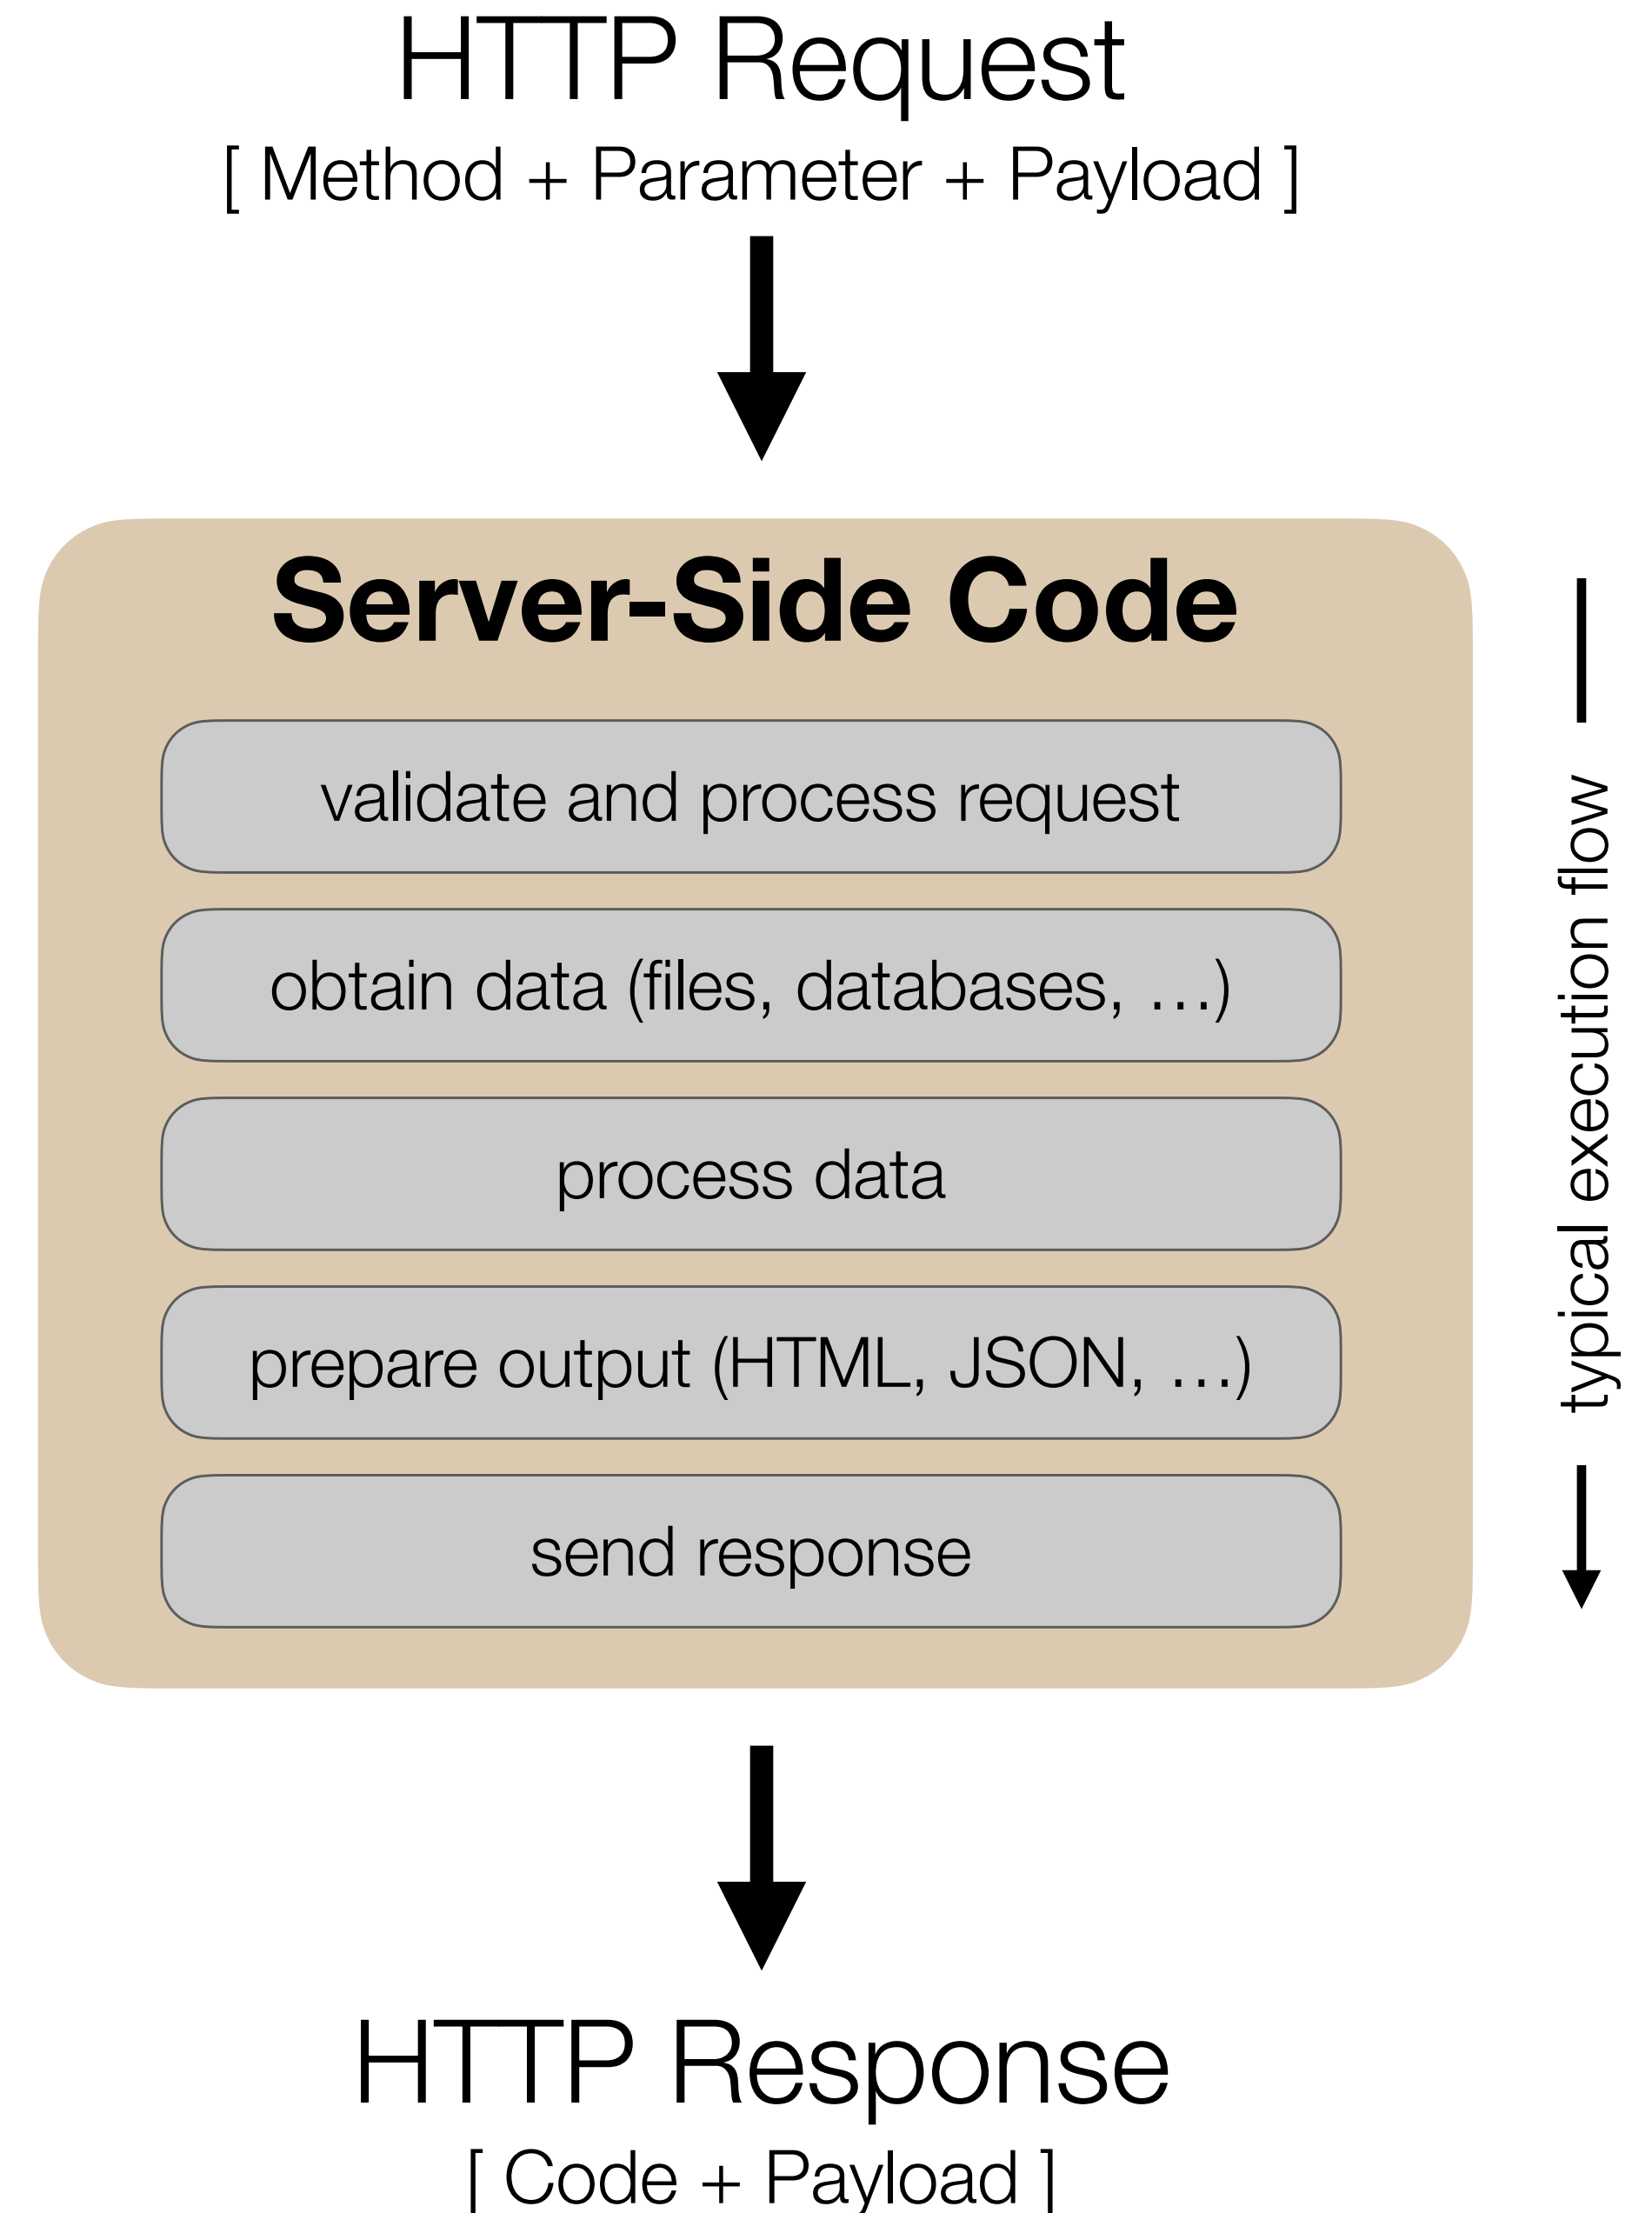 HTTP Request
[ Method + Parameter + Payload ]
Server-Side Code
validate and process request
obtain data (files, databases, …)
process data
prepare output (HTML, JSON, …)
send response
typical execution flow
HTTP Response
[ Code + Payload ]